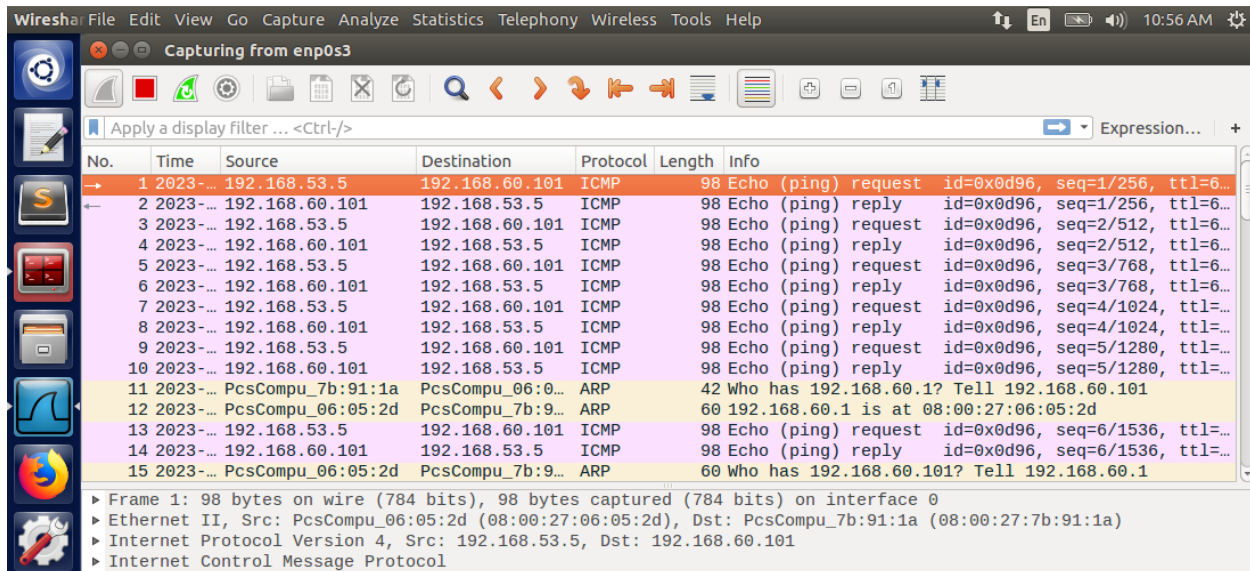 Wireshar File Edit View Go Capture Analyze Statistics Telephony Wireless Tools Help En 10:56 AM
Capturing from enp0s3
Apply a display filter … <Ctrl-/> Expression… +
No. Time Source Destination Protocol Length Info
1 2023-… 192.168.53.5 192.168.60.101 ICMP 98 Echo (ping) request id=0x0d96, seq=1/256, ttl=6…
2 2023-… 192.168.60.101 192.168.53.5 ICMP 98 Echo (ping) reply id=0x0d96, seq=1/256, ttl=6…
3 2023-… 192.168.53.5 192.168.60.101 ICMP 98 Echo (ping) request id=0x0d96, seq=2/512, ttl=6…
4 2023-… 192.168.60.101 192.168.53.5 ICMP 98 Echo (ping) reply id=0x0d96, seq=2/512, ttl=6…
5 2023-… 192.168.53.5 192.168.60.101 ICMP 98 Echo (ping) request id=0x0d96, seq=3/768, ttl=6…
6 2023-… 192.168.60.101 192.168.53.5 ICMP 98 Echo (ping) reply id=0x0d96, seq=3/768, ttl=6…
7 2023-… 192.168.53.5 192.168.60.101 ICMP 98 Echo (ping) request id=0x0d96, seq=4/1024, ttl=…
8 2023-… 192.168.60.101 192.168.53.5 ICMP 98 Echo (ping) reply id=0x0d96, seq=4/1024, ttl=…
9 2023-… 192.168.53.5 192.168.60.101 ICMP 98 Echo (ping) request id=0x0d96, seq=5/1280, ttl=…
10 2023-… 192.168.60.101 192.168.53.5 ICMP 98 Echo (ping) reply id=0x0d96, seq=5/1280, ttl=…
11 2023-… PcsCompu_7b:91:1a PcsCompu_06:0… ARP 42 Who has 192.168.60.1? Tell 192.168.60.101
12 2023-… PcsCompu_06:05:2d PcsCompu_7b:9… ARP 60 192.168.60.1 is at 08:00:27:06:05:2d
13 2023-… 192.168.53.5 192.168.60.101 ICMP 98 Echo (ping) request id=0x0d96, seq=6/1536, ttl=…
14 2023-… 192.168.60.101 192.168.53.5 ICMP 98 Echo (ping) reply id=0x0d96, seq=6/1536, ttl=…
15 2023-… PcsCompu_06:05:2d PcsCompu_7b:9… ARP 60 Who has 192.168.60.101? Tell 192.168.60.1
Frame 1: 98 bytes on wire (784 bits), 98 bytes captured (784 bits) on interface 0
Ethernet II, Src: PcsCompu_06:05:2d (08:00:27:06:05:2d), Dst: PcsCompu_7b:91:1a (08:00:27:7b:91:1a)
Internet Protocol Version 4, Src: 192.168.53.5, Dst: 192.168.60.101
Internet Control Message Protocol